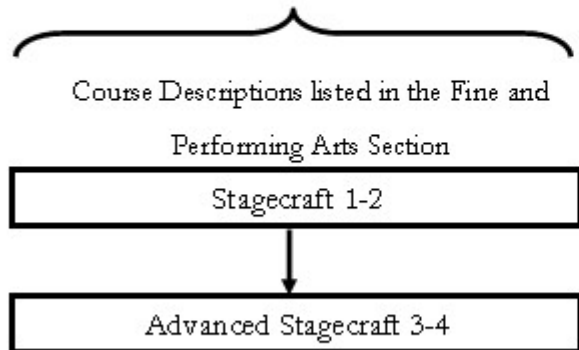 Course Descriptions listed in the Fine and
Performing Arts Section
Stagecraft 1-2
Advanced Stagecraft 3-4